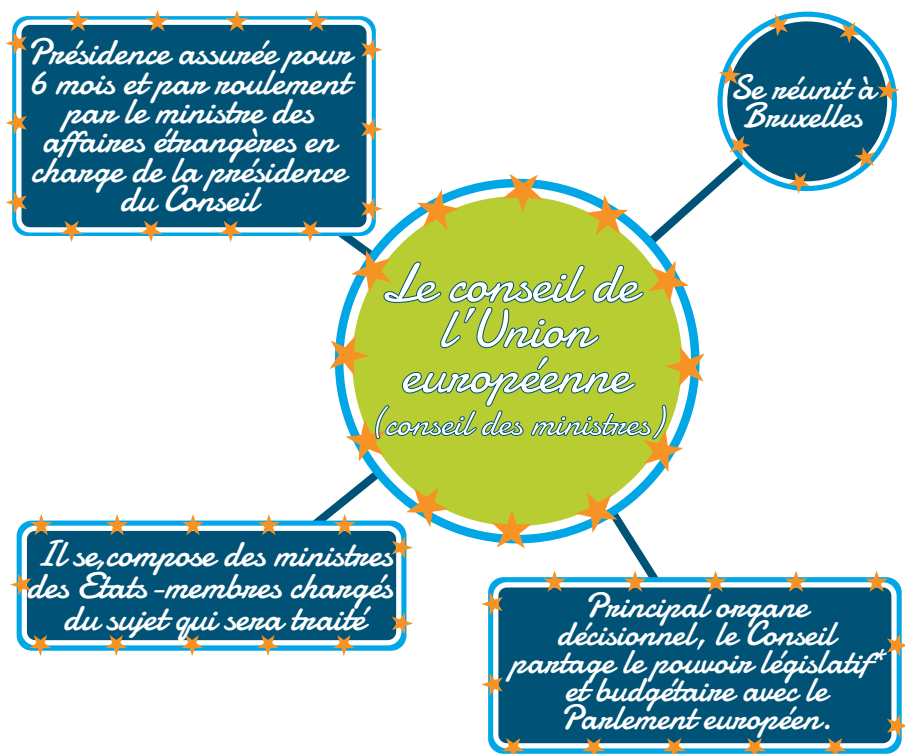 Présidence assurée pour
6 mois et par roulement
par le ministre des
affaires étrangères en
charge de la présidence
du Conseil
Se réunit à
Bruxelles
Le conseil de
l'Union
européenne
(conseil des ministres)
Il se compose des ministres
des États-membres chargés
du sujet qui sera traité
Principal organe
décisionnel, le Conseil
partage le pouvoir législatif*
et budgétaire avec le
Parlement européen.